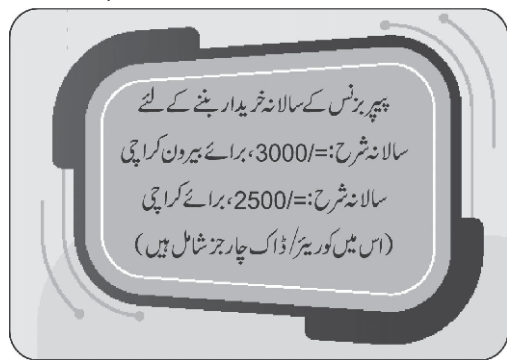 پیپر بزنس کے سالانہ خریدار بننے کے لئے
سالانہ شرح:=/3000، برائے بیرون کراچی
سالانہ شرح:=/2500، برائے کراچی
(اس میں کوریئر/ ڈاک چارجز شامل ہیں)